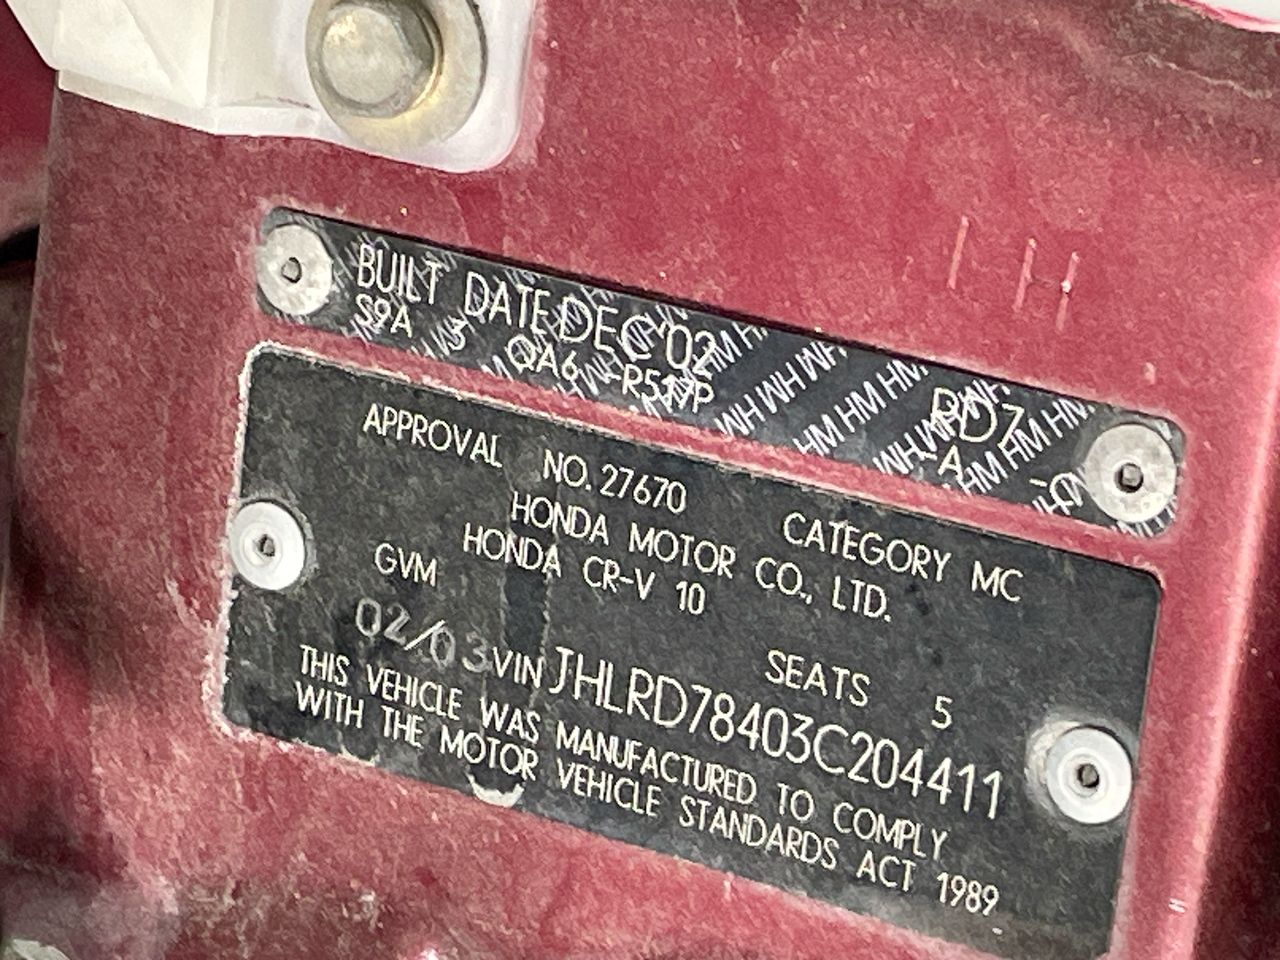 LH
BUILT DATE DEC'02
S9A 3 QA6 -R519P
RD7
-A -
APPROVAL NO. 27670 CATEGORY MC
HONDA MOTOR CO., LTD.
HONDA CR-V 10
GVM SEATS 5
02/03 VIN JHLRD78403C204411
THIS VEHICLE WAS MANUFACTURED TO COMPLY
WITH THE MOTOR VEHICLE STANDARDS ACT 1989